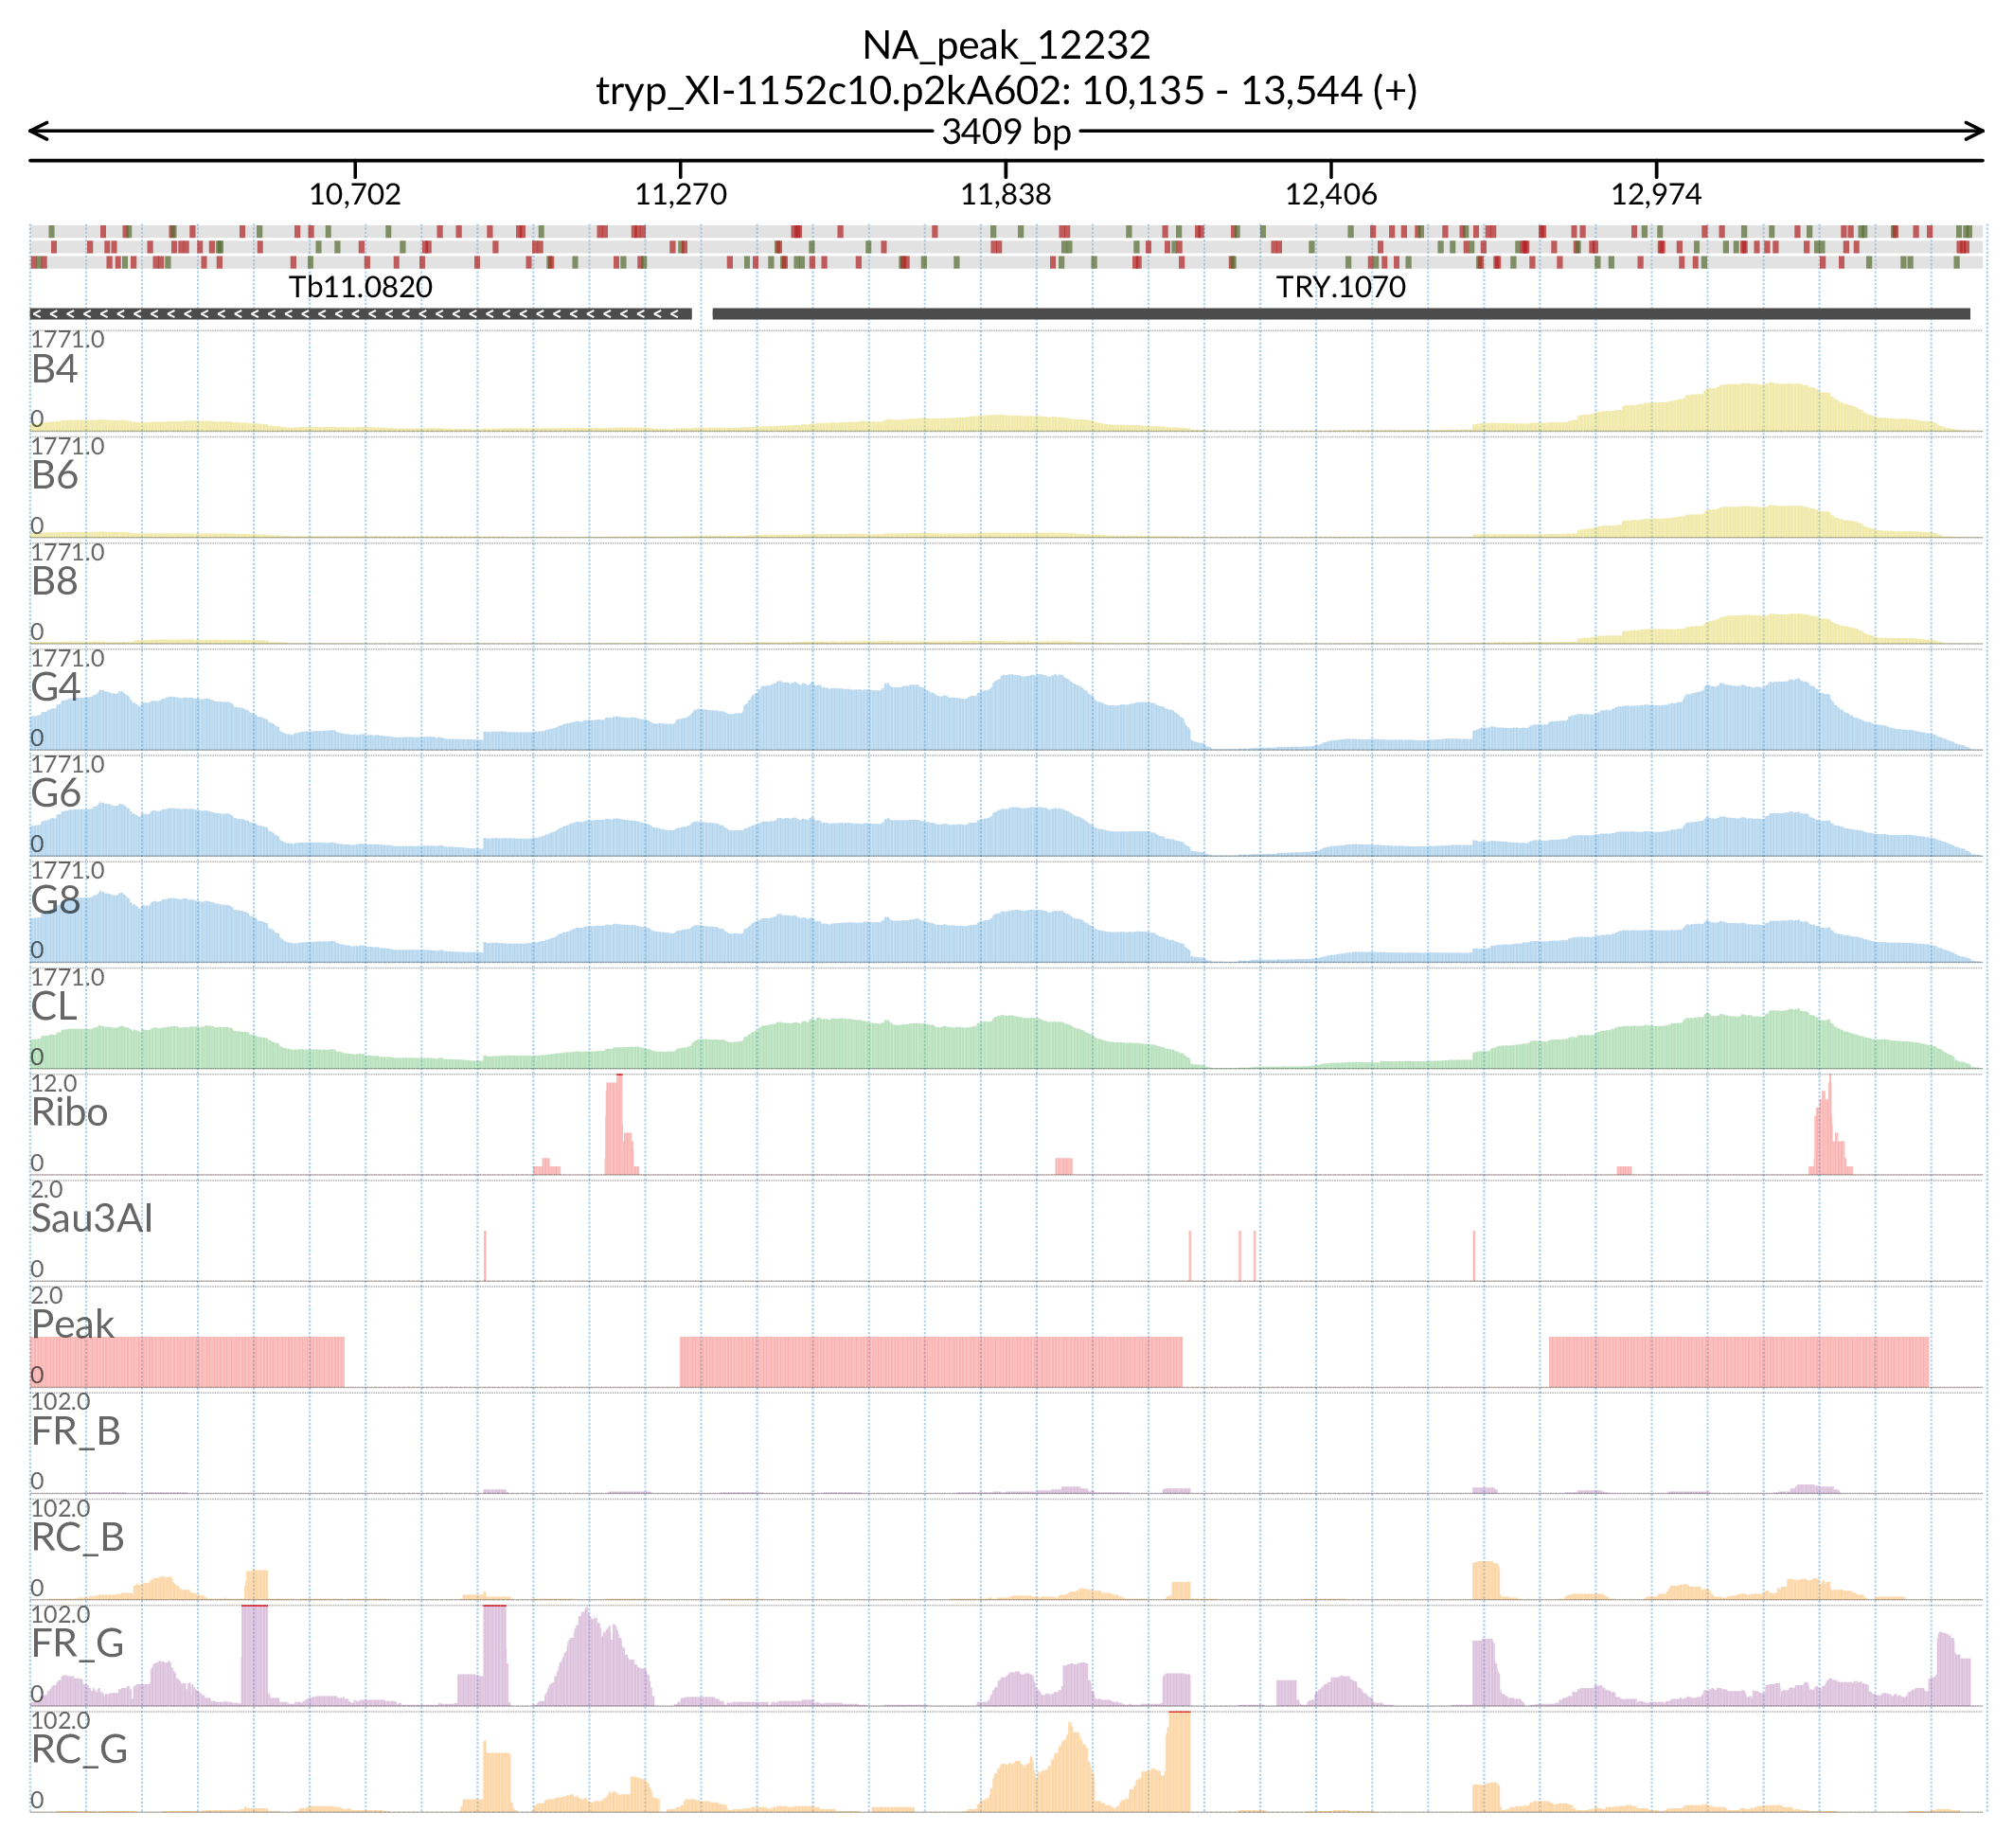 NA_peak_12232
tryp_XI-1152c10.p2kA602: 10,135 - 13,544 (+)
3409 bp
10,702 11,270 11,838 12,406 12,974
Tb11.0820 TRY.1070
1771.0
B4
0
1771.0
B6
0
1771.0
B8
0
1771.0
G4
0
1771.0
G6
0
1771.0
G8
0
1771.0
CL
0
12.0
Ribo
0
2.0
Sau3AI
0
2.0
Peak
0
102.0
FR_B
0
102.0
RC_B
0
102.0
FR_G
0
102.0
RC_G
0